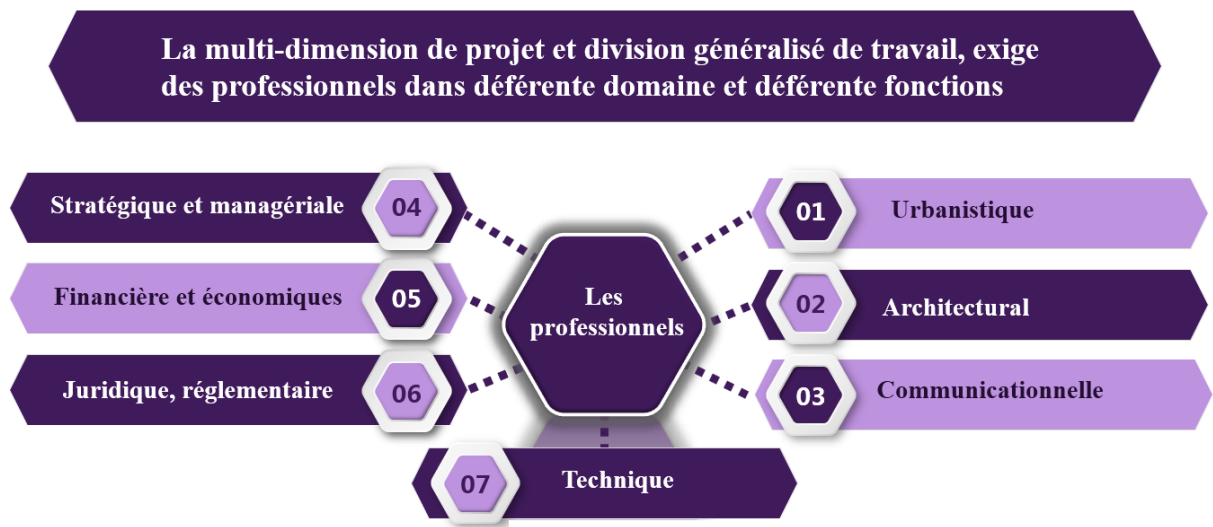 La multi-dimension de projet et division généralisé de travail, exige
des professionnels dans déférente domaine et déférente fonctions
Stratégique et managériale
04
01
Urbanistique
Financière et économiques
05
Les
professionnels
02
Architectural
Juridique, réglementaire
06
03
Communicationnelle
07
Technique